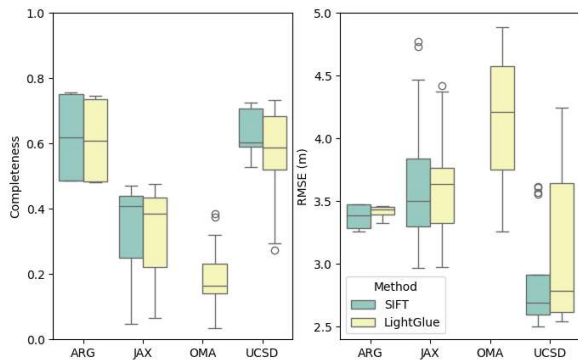 Completeness
1.0
0.8
0.6
0.4
0.2
0.0
ARG JAX OMA UCSD
RMSE (m)
5.0
4.5
4.0
3.5
3.0
2.5
Method
SIFT
LightGlue
ARG JAX OMA UCSD